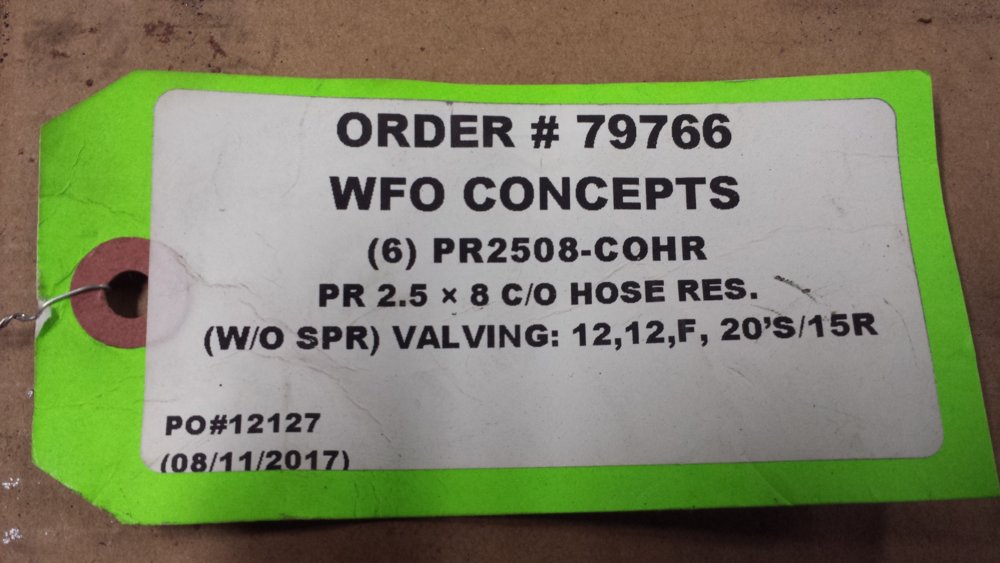 ORDER # 79766
WFO CONCEPTS
(6) PR2508-COHR
PR 2.5 × 8 C/O HOSE RES.
(W/O SPR) VALVING: 12,12,F, 20'S/15R
PO#12127
(08/11/2017)